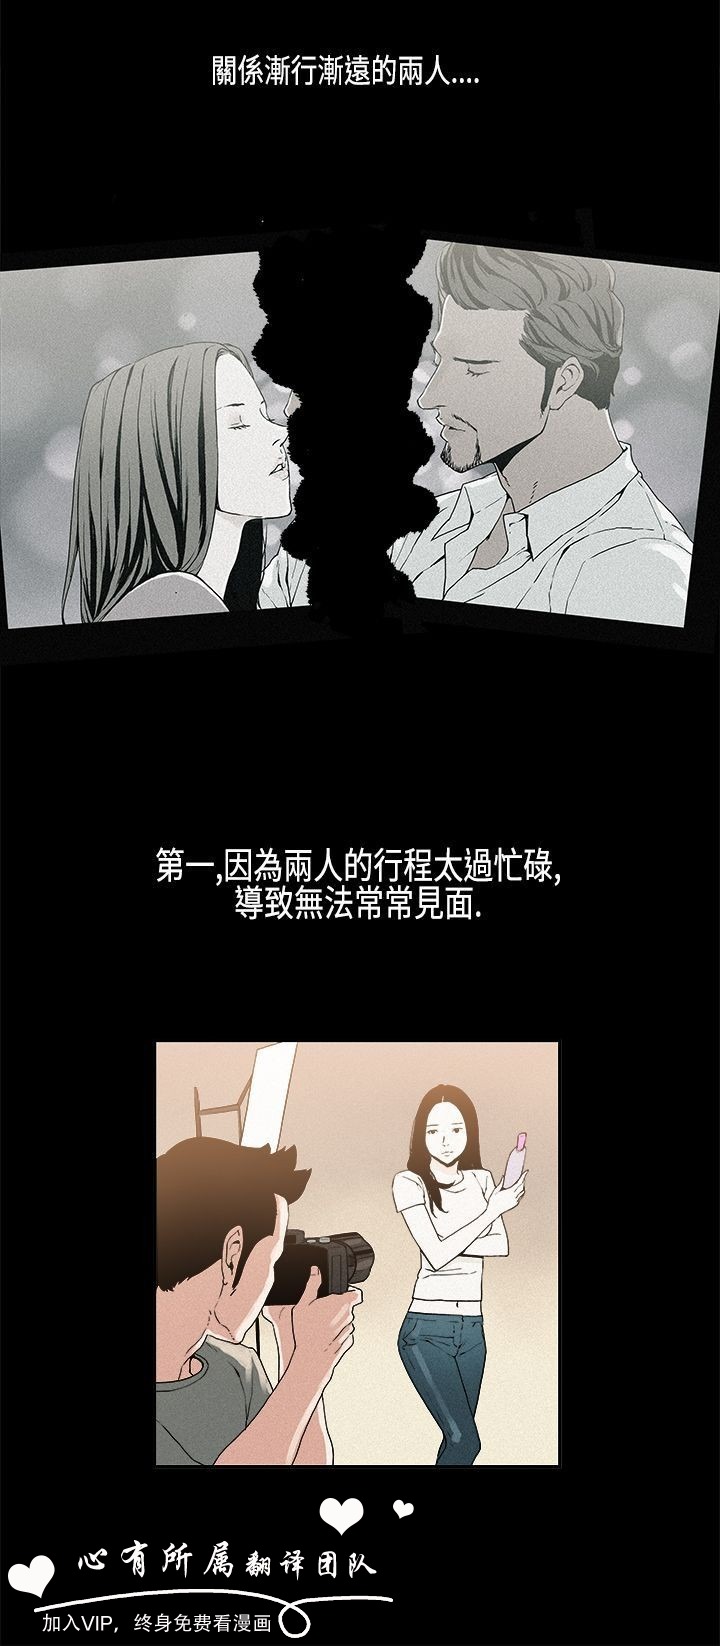 關係漸行漸遠的兩人....
第一,因為兩人的行程太過忙碌,
導致無法常常見面.
心有所属翻译团队
加入VIP，终身免费看漫画